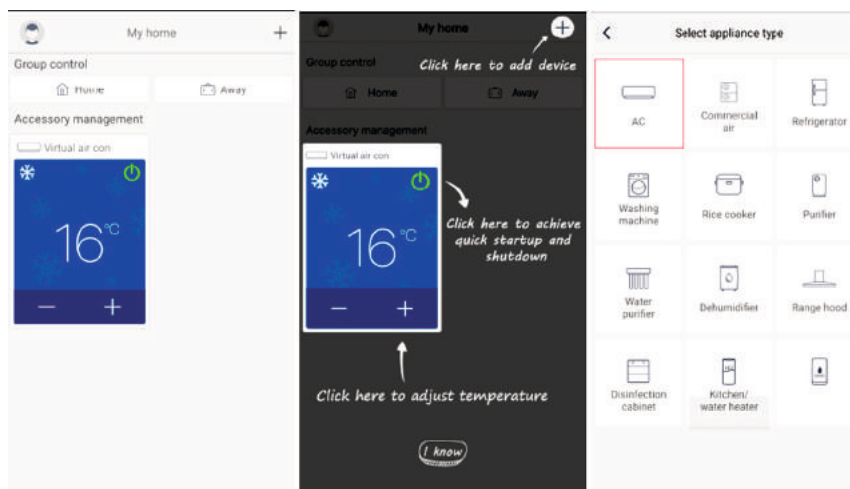 My home
+
Group control
Home
Away
Accessory management
Virtual air con
16°C
− +
My home
+
Click here to add device
Group control
Home
Away
Accessory management
Virtual air con
16°C
− +
Click here to achieve
quick startup and
shutdown
Click here to adjust temperature
I know
Select appliance type
AC
Commercial
air
Refrigerator
Washing
machine
Rice cooker
Purifier
Water
purifier
Dehumidifier
Range hood
Disinfection
cabinet
Kitchen/
water heater